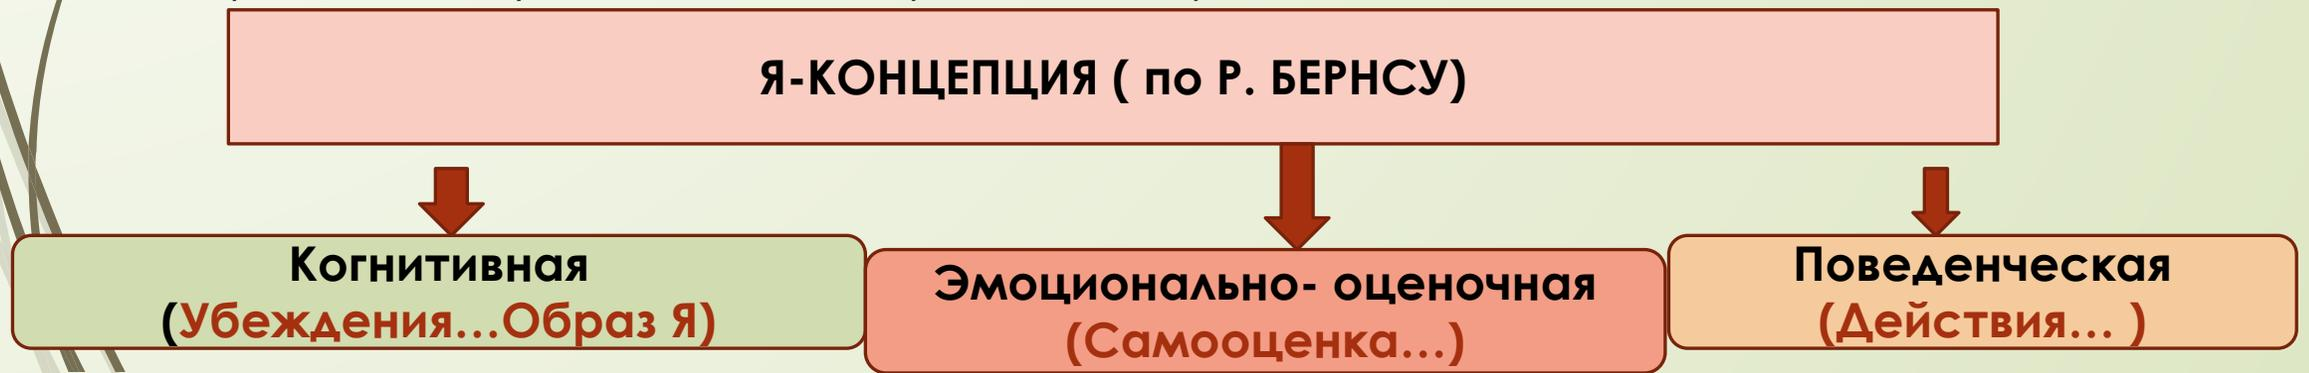 Я-КОНЦЕПЦИЯ ( по Р. БЕРНСУ)
Когнитивная
(Убеждения...Образ Я)
Эмоционально- оценочная
(Самооценка...)
Поведенческая
(Действия... )